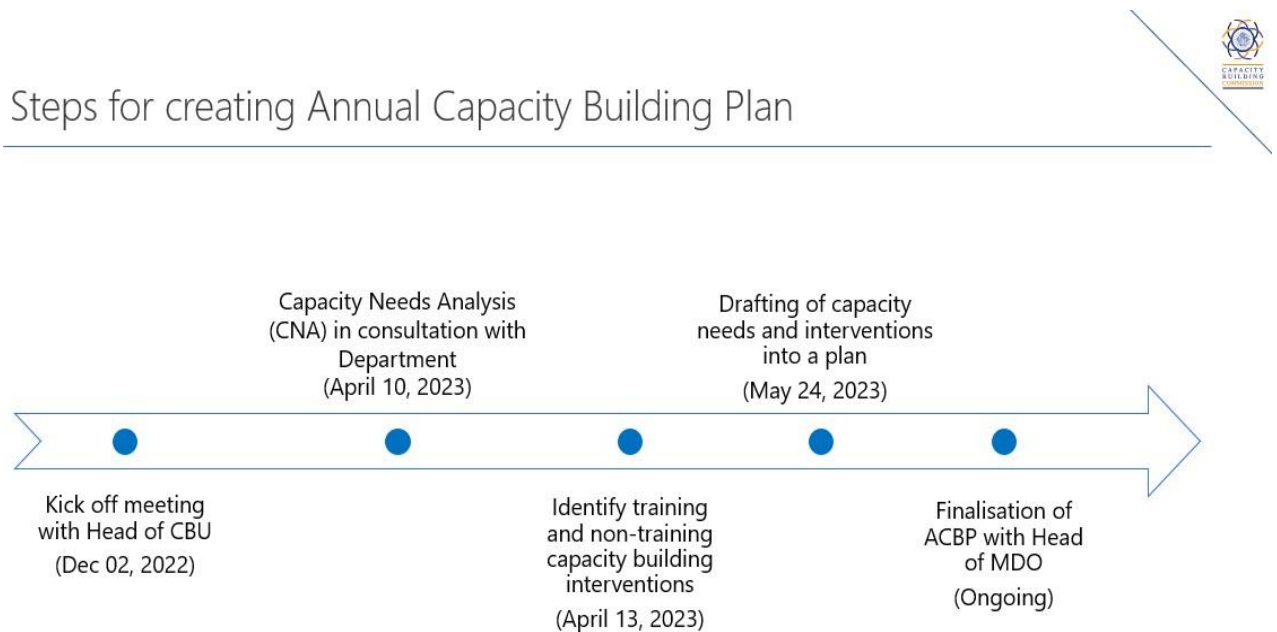 CAPACITY
BUILDING
COMMISSION
Steps for creating Annual Capacity Building Plan
Capacity Needs Analysis
(CNA) in consultation with
Department
(April 10, 2023)
Drafting of capacity
needs and interventions
into a plan
(May 24, 2023)
Kick off meeting
with Head of CBU
(Dec 02, 2022)
Identify training
and non-training
capacity building
interventions
(April 13, 2023)
Finalisation of
ACBP with Head
of MDO
(Ongoing)